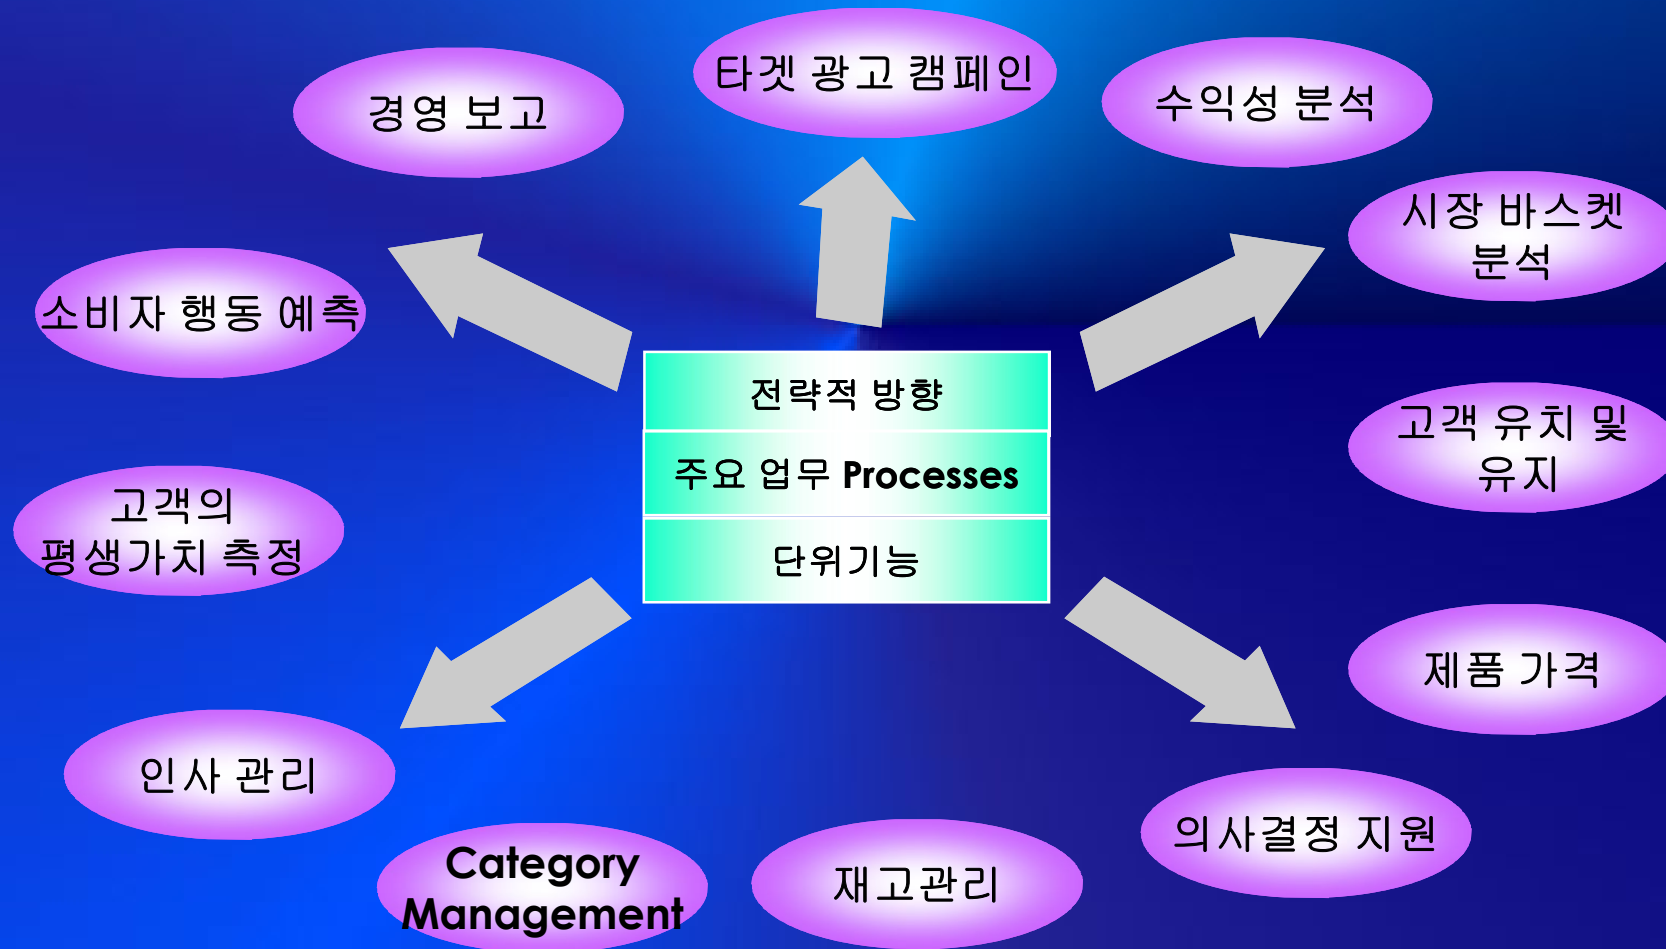 타겟 광고 캠페인
경영 보고
수익성 분석
시장 바스켓
분석
소비자 행동 예측
전략적 방향
고객 유치 및
유지
주요 업무 Processes
고객의
평생가치 측정
단위기능
제품 가격
인사 관리
의사결정 지원
Category
Management
재고관리